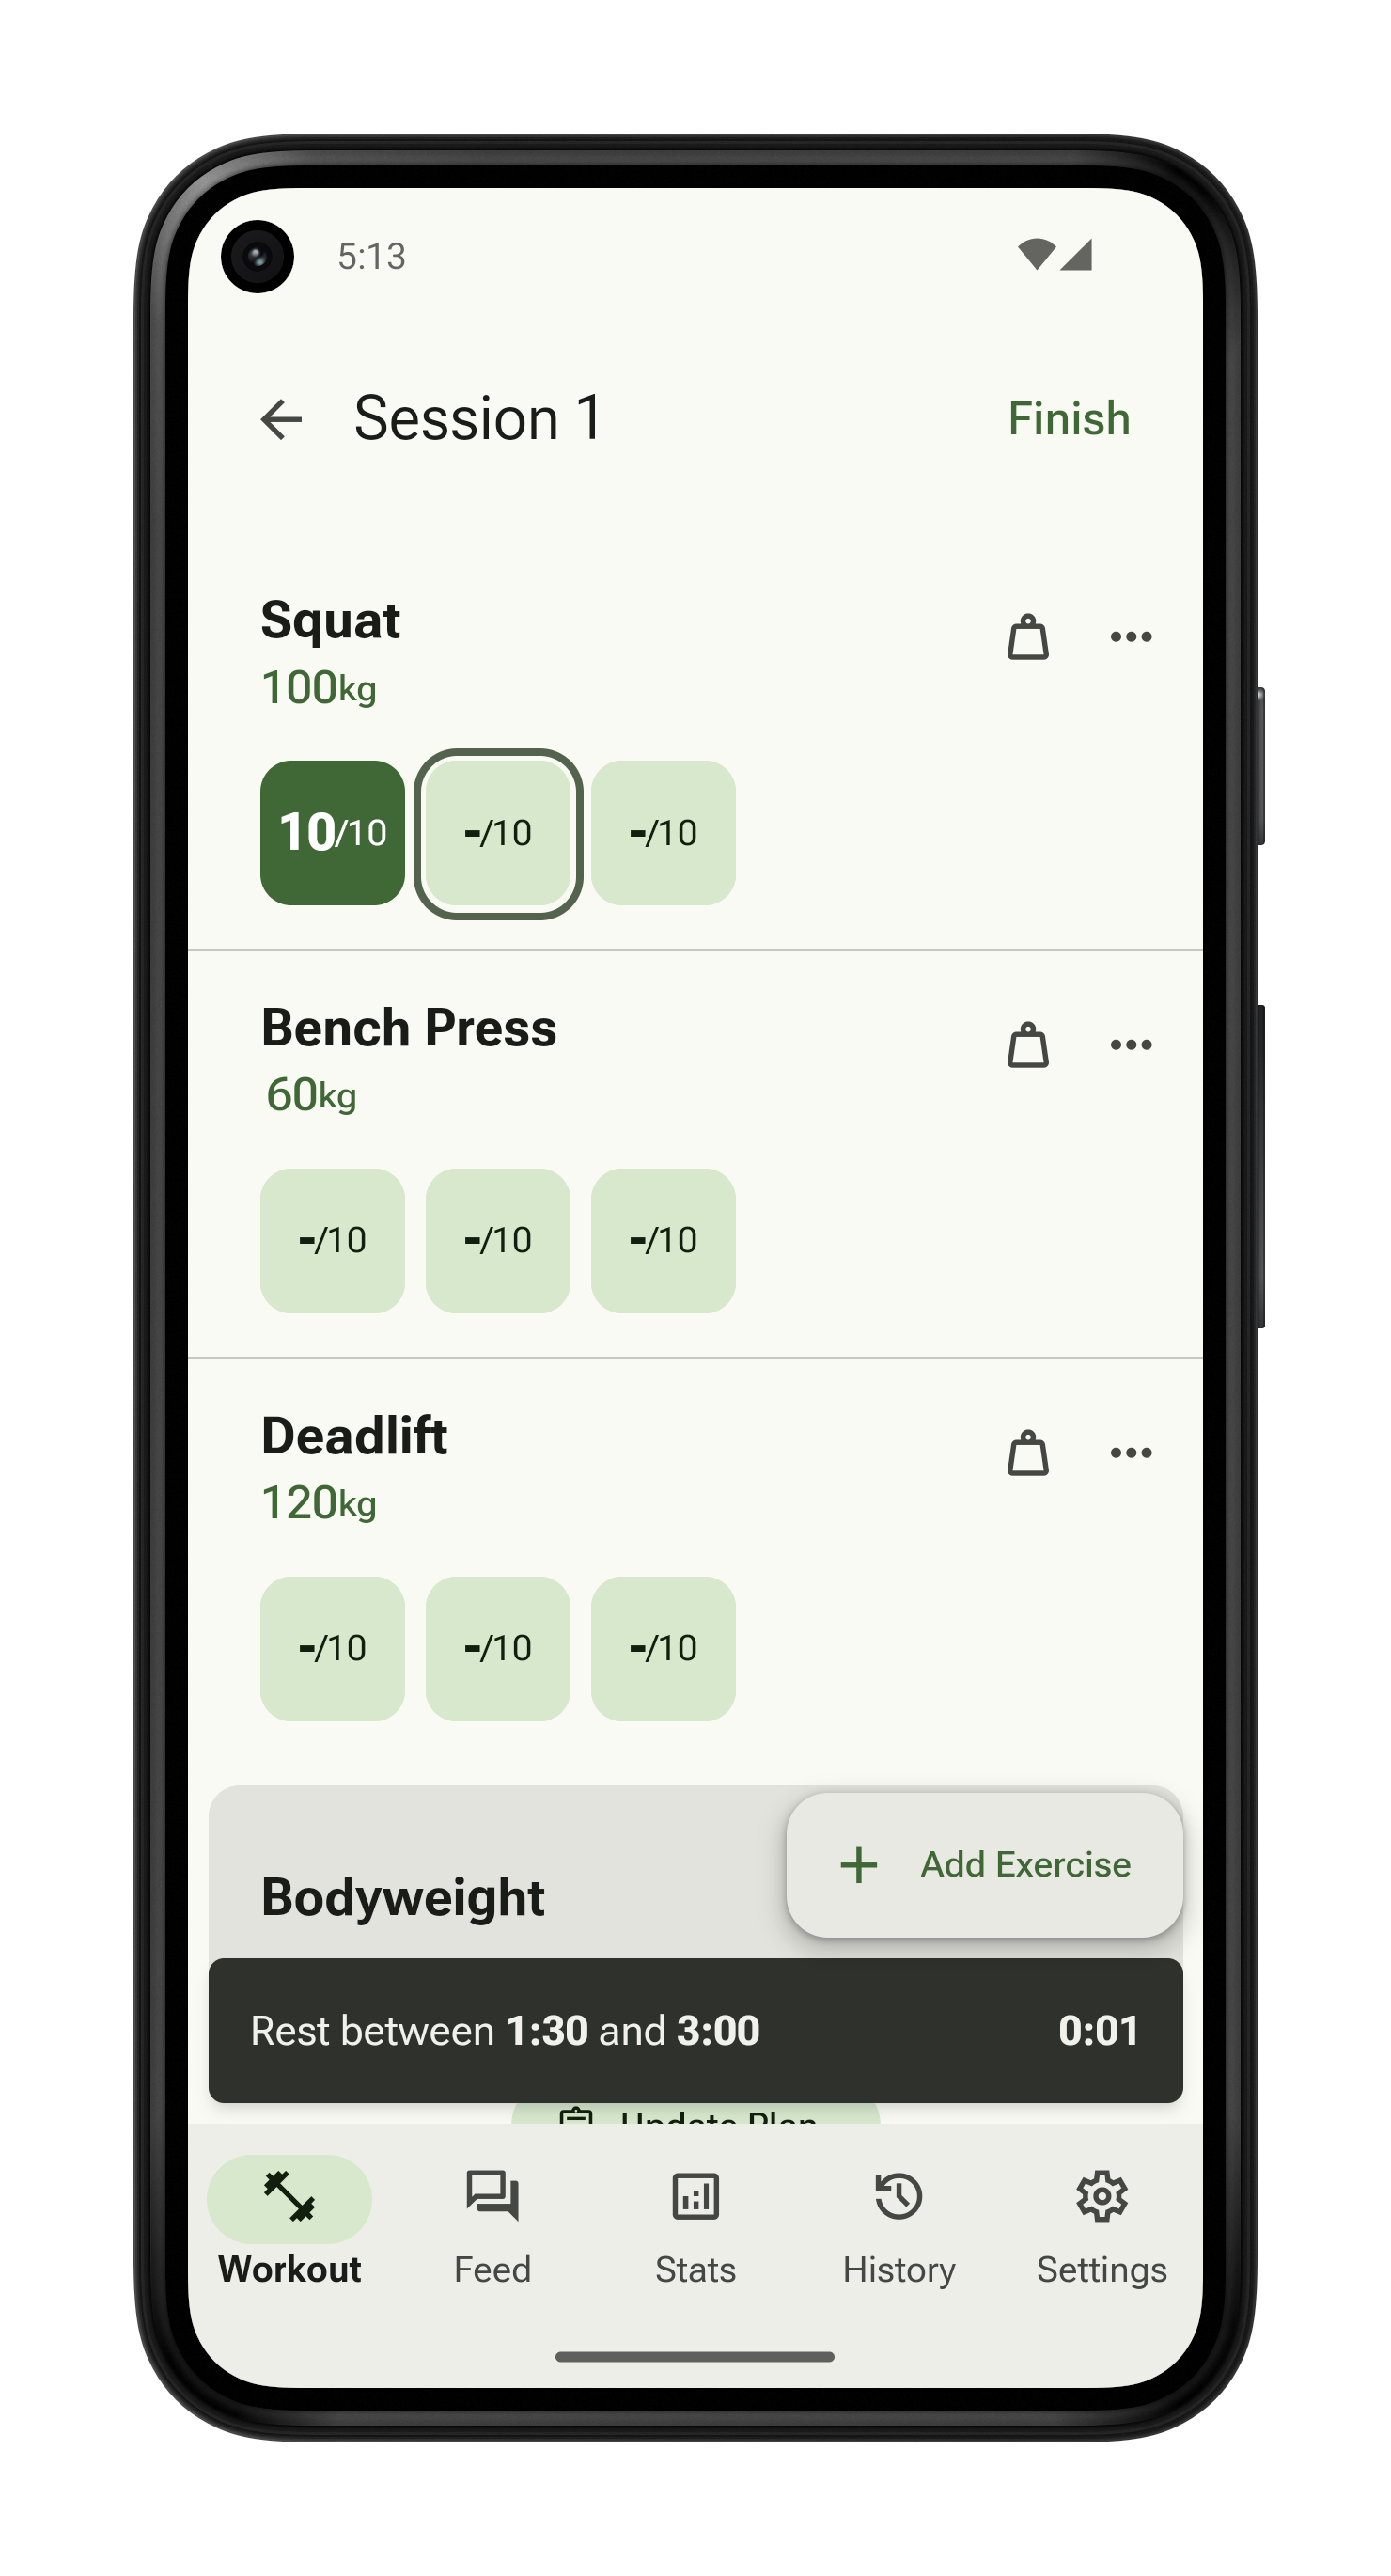 5:13
Session 1
Finish
Squat
100kg
10/10
-/10
-/10
Bench Press
60kg
-/10
-/10
-/10
Deadlift
120kg
-/10
-/10
-/10
Bodyweight
Add Exercise
Rest between 1:30 and 3:00
0:01
Update Plan
Workout
Feed
Stats
History
Settings